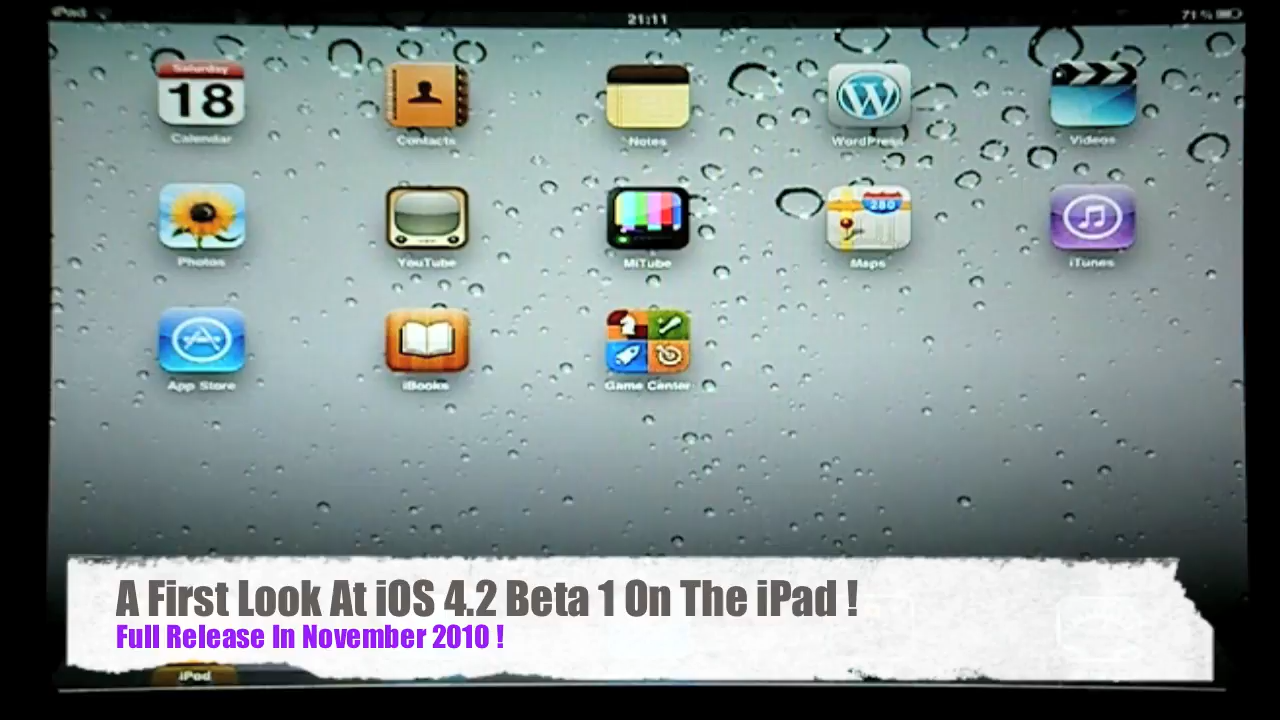 iPad
21:11
71 %
Saturday
18
Calendar
Contacts
Notes
WordPress
Videos
Photos
YouTube
MiTube
280
Maps
iTunes
App Store
iBooks
Game Center
A First Look At iOS 4.2 Beta 1 On The iPad !
Full Release In November 2010 !
iPod